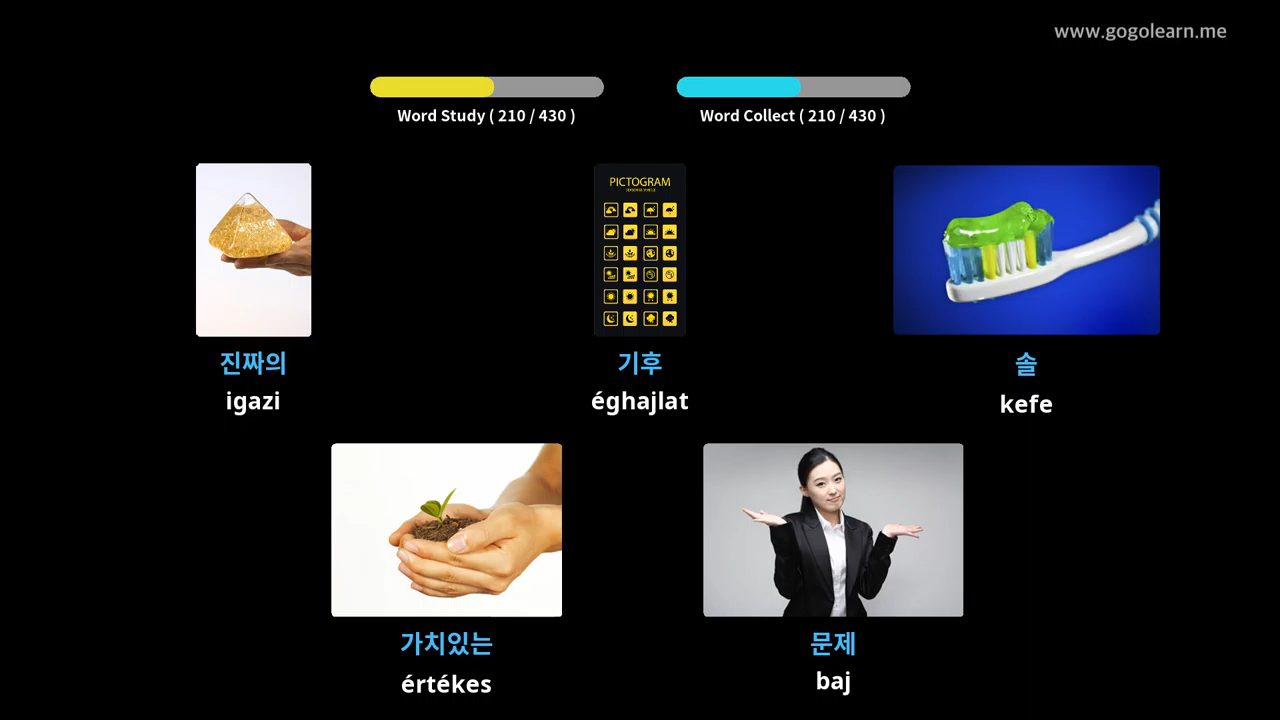 www.gogolearn.me
Word Study ( 210 / 430 )
Word Collect ( 210 / 430 )
PICTOGRAM
진짜의
igazi
기후
éghajlat
솔
kefe
가치있는
értékes
문제
baj